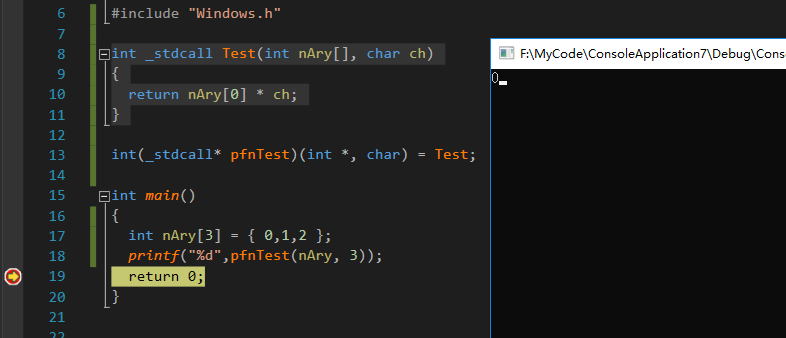 6 #include "Windows.h"
7
8 int _stdcall Test(int nAry[], char ch)
9 {
10 return nAry[0] * ch;
11 }
12
13 int(_stdcall* pfnTest)(int *, char) = Test;
14
15 int main()
16 {
17 int nAry[3] = { 0,1,2 };
18 printf("%d",pfnTest(nAry, 3));
19 return 0;
20 }
21
F:\MyCode\ConsoleApplication7\Debug\Conso
0